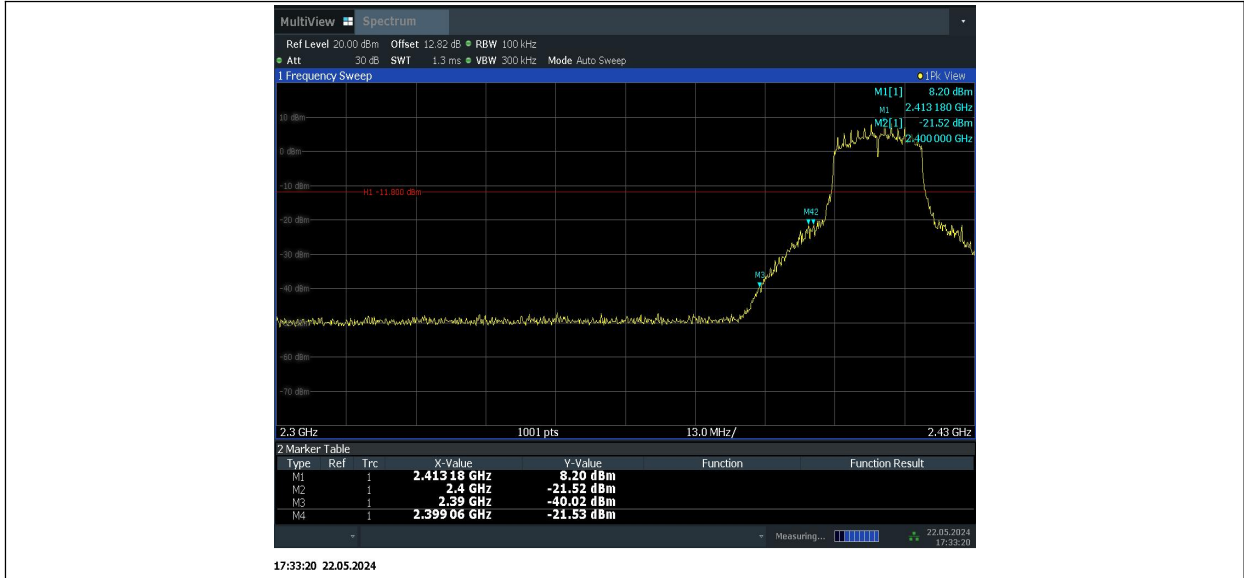 MultiView Spectrum
Ref Level 20.00 dBm Offset 12.82 dB RBW 100 kHz
Att 30 dB SWT 1.3 ms VBW 300 kHz Mode Auto Sweep
1 Frequency Sweep 1Pk View
M1[1] 8.20 dBm
M1 2.413 180 GHz
10 dBm
M2[1] -21.52 dBm
2.400 000 GHz
0 dBm
-10 dBm
H1 -11.800 dBm
M42
-20 dBm
-30 dBm
M3
-40 dBm
-60 dBm
-70 dBm
2.3 GHz 1001 pts 13.0 MHz/ 2.43 GHz
2 Marker Table
Type Ref Trc X-Value Y-Value Function Function Result
M1 1 2.413 18 GHz 8.20 dBm
M2 1 2.4 GHz -21.52 dBm
M3 1 2.39 GHz -40.02 dBm
M4 1 2.399 06 GHz -21.53 dBm
Measuring... 22.05.2024
17:33:20
17:33:20 22.05.2024